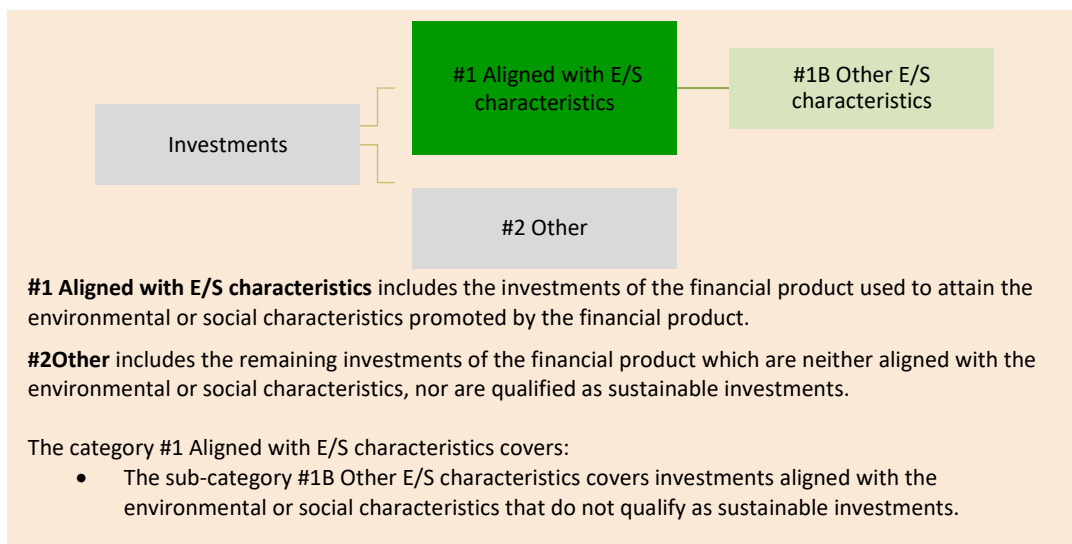 #1 Aligned with E/S
characteristics
#1B Other E/S
characteristics
Investments
#2 Other
#1 Aligned with E/S characteristics includes the investments of the financial product used to attain the
environmental or social characteristics promoted by the financial product.
#2Other includes the remaining investments of the financial product which are neither aligned with the
environmental or social characteristics, nor are qualified as sustainable investments.
The category #1 Aligned with E/S characteristics covers:
• The sub-category #1B Other E/S characteristics covers investments aligned with the
environmental or social characteristics that do not qualify as sustainable investments.